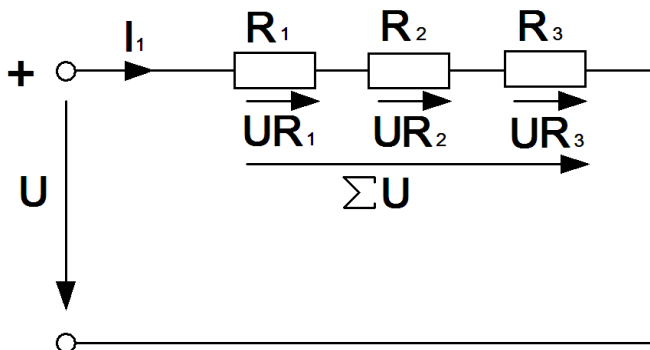 I₁ R₁ R₂ R₃
+
UR₁ UR₂ UR₃
U ∑U